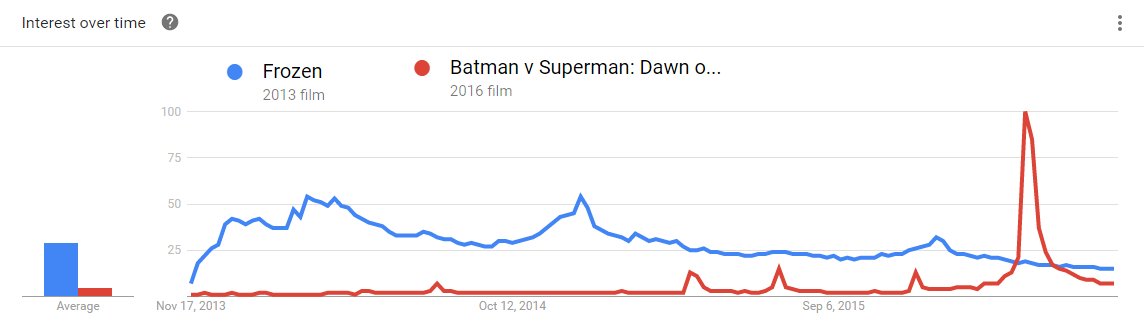 Interest over time
Frozen
2013 film
Batman v Superman: Dawn o...
2016 film
100
75
50
25
Average
Nov 17, 2013
Oct 12, 2014
Sep 6, 2015